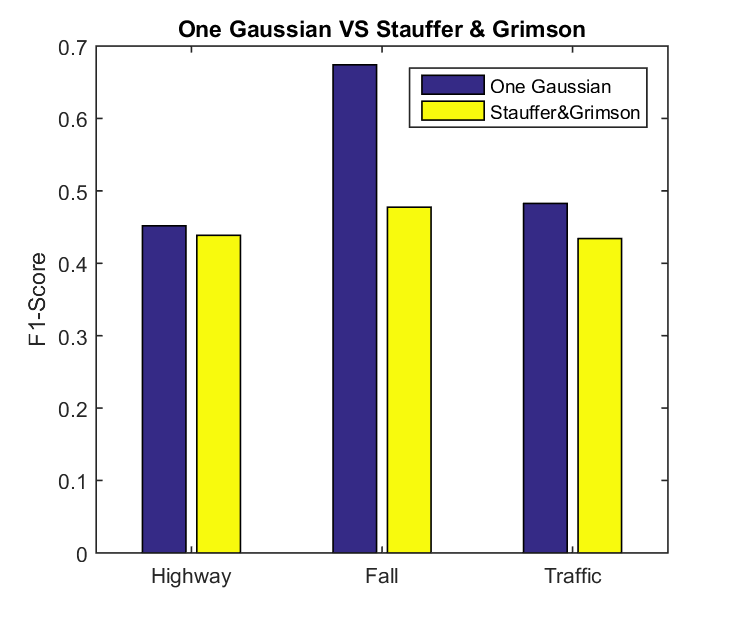 One Gaussian VS Stauffer & Grimson
One Gaussian
Stauffer&Grimson
F1-Score
0.7
0.6
0.5
0.4
0.3
0.2
0.1
0
Highway
Fall
Traffic